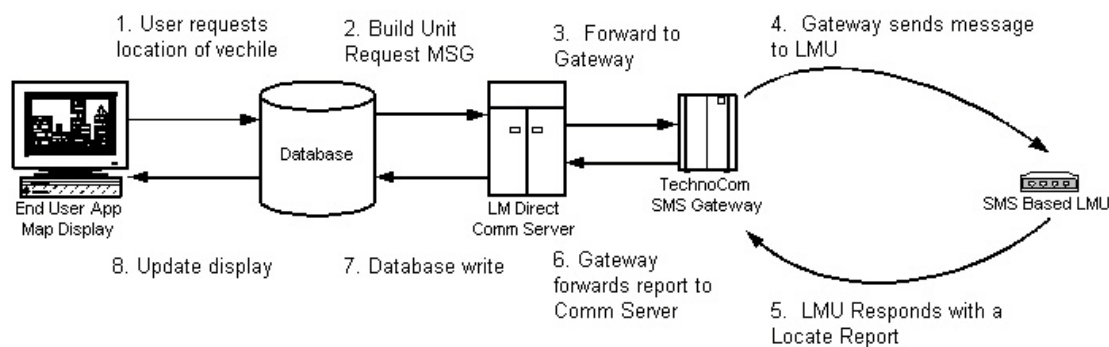 1. User requests
location of vechile
2. Build Unit
Request MSG
3. Forward to
Gateway
4. Gateway sends message
to LMU
Database
End User App
Map Display
LM Direct
Comm Server
TechnoCom
SMS Gateway
SMS Based LMU
8. Update display
7. Database write
6. Gateway
forwards report to
Comm Server
5. LMU Responds with a
Locate Report